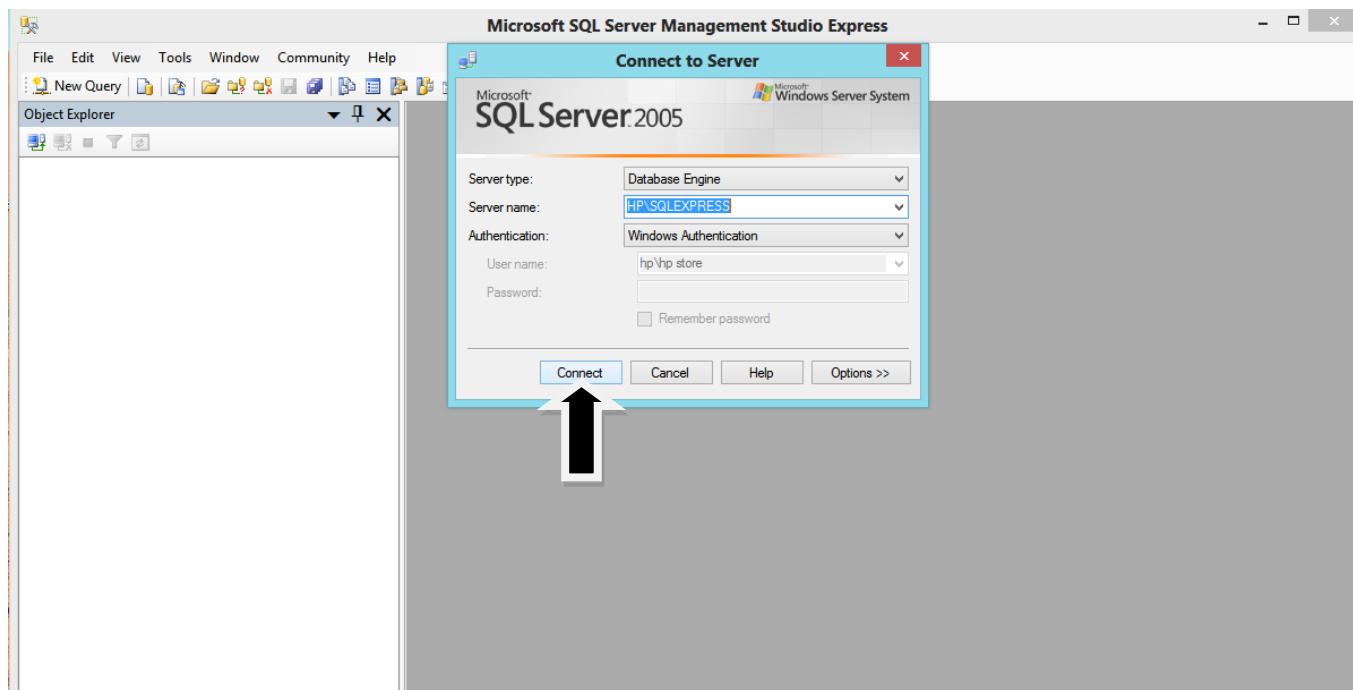 Microsoft SQL Server Management Studio Express
File Edit View Tools Window Community Help
New Query
Object Explorer
Connect to Server
Microsoft
SQL Server 2005
Microsoft
Windows Server System
Server type: Database Engine
Server name: HP\SQLEXPRESS
Authentication: Windows Authentication
User name: hp\hp store
Password:
Remember password
Connect Cancel Help Options >>